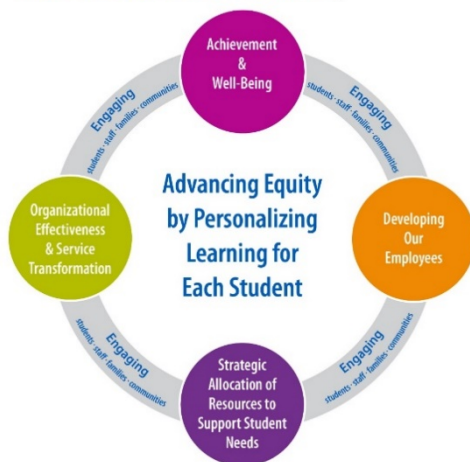 Achievement
&
Well-Being
Engaging
students · staff · families · communities
Engaging
students · staff · families · communities
Advancing Equity
by Personalizing
Learning for
Each Student
Organizational
Effectiveness
& Service
Transformation
Developing
Our
Employees
Engaging
students · staff · families · communities
Engaging
students · staff · families · communities
Strategic
Allocation of
Resources to
Support Student
Needs